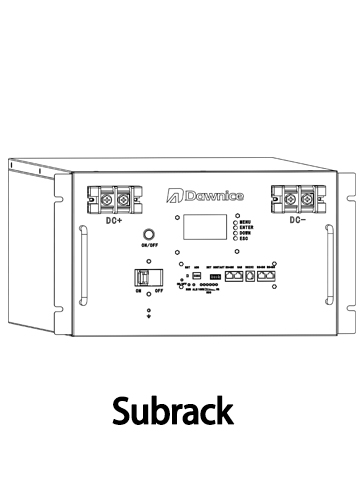 Dawnice
DC+
DC-
MENU
ENTER
DOWN
ESC
ON/OFF
ON OFF
Subrack